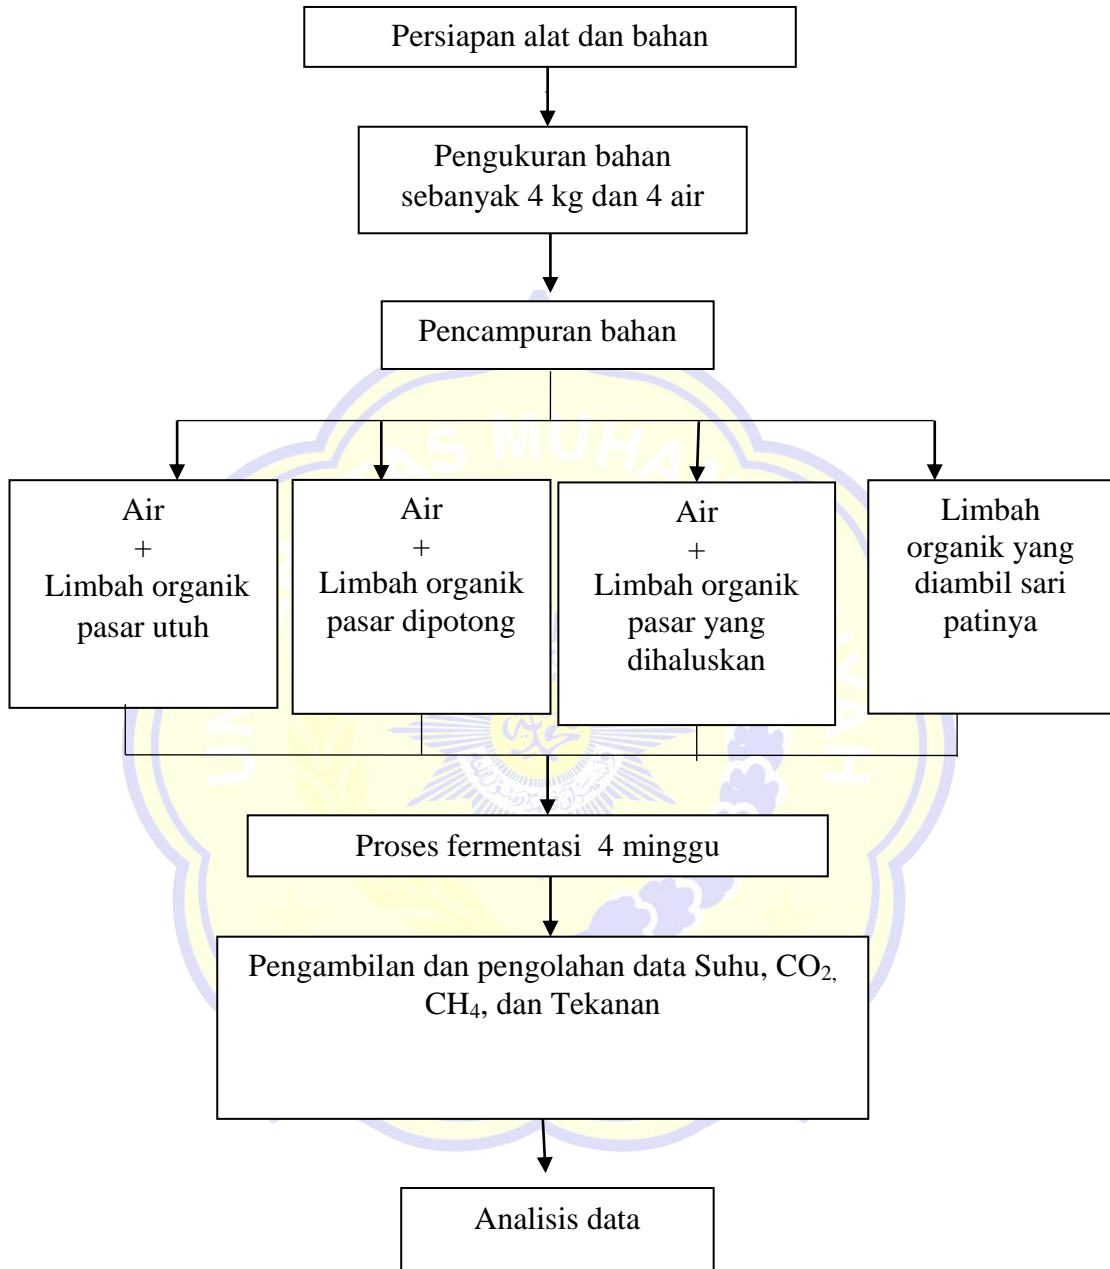 Persiapan alat dan bahan
Pengukuran bahan
sebanyak 4 kg dan 4 air
Pencampuran bahan
Air
+
Limbah organik
pasar utuh
Air
+
Limbah organik
pasar dipotong
Air
+
Limbah organik
pasar yang
dihaluskan
Limbah
organik yang
diambil sari
patinya
Proses fermentasi 4 minggu
Pengambilan dan pengolahan data Suhu, CO₂,
CH₄, dan Tekanan
Analisis data